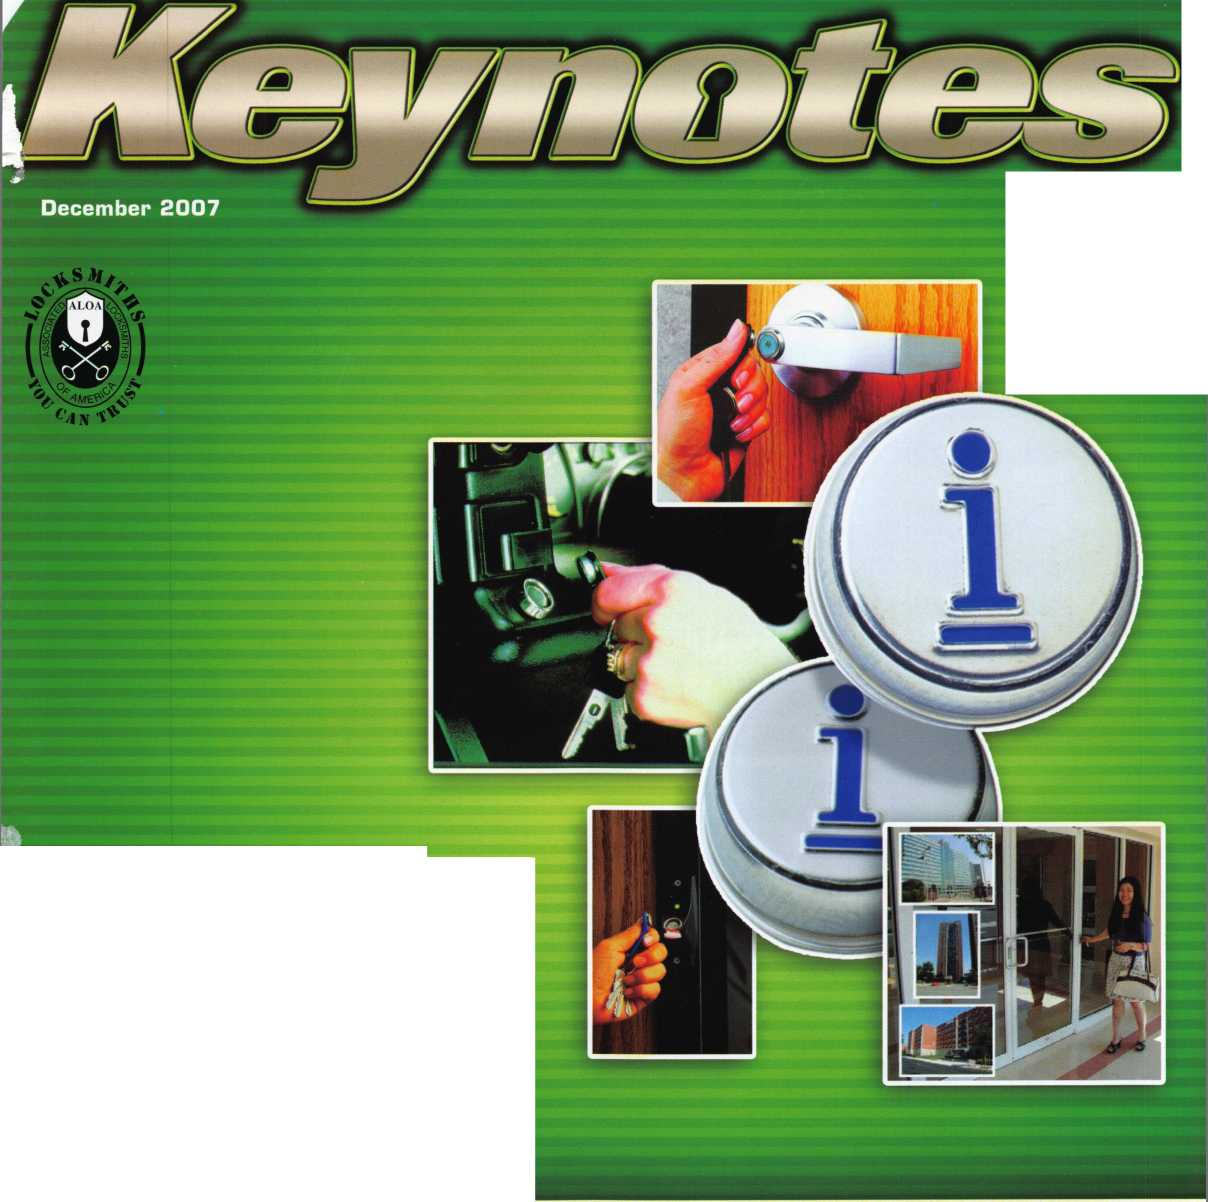 Keynotes
December 2007
LOCKSMITHS
ALOA
ASSOCIATED LOCKSMITHS
OF AMERICA
YOU CAN TRUST
i
i